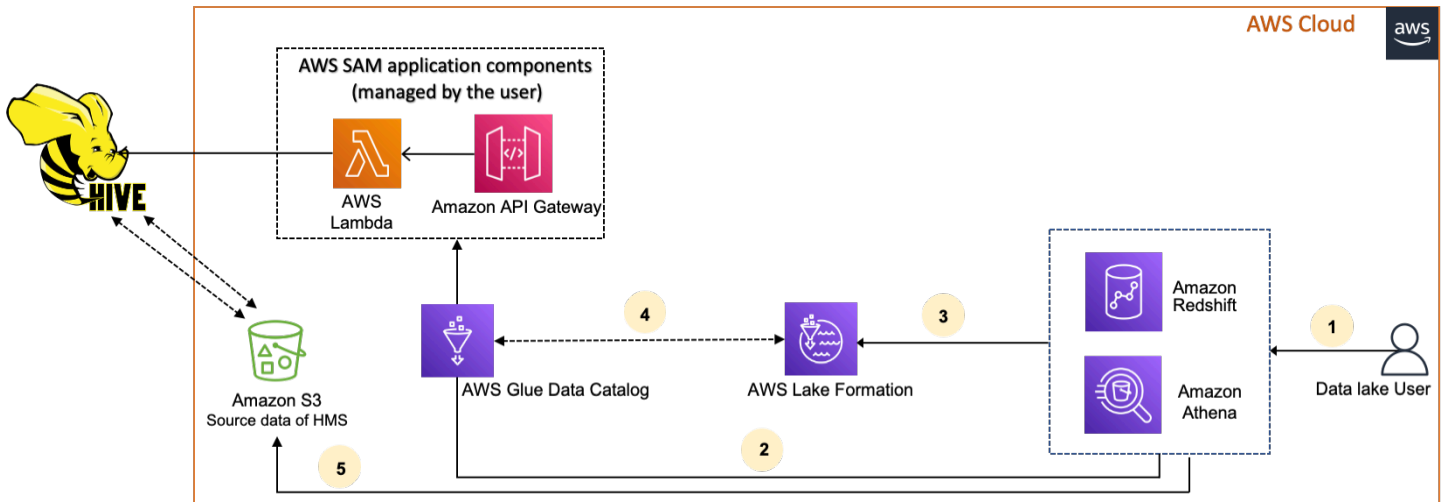 AWS Cloud
aws
AWS SAM application components
(managed by the user)
HIVE
AWS
Lambda
Amazon API Gateway
</>
Amazon
Redshift
1
3
4
AWS Glue Data Catalog
AWS Lake Formation
Amazon
Athena
Data lake User
Amazon S3
Source data of HMS
2
5